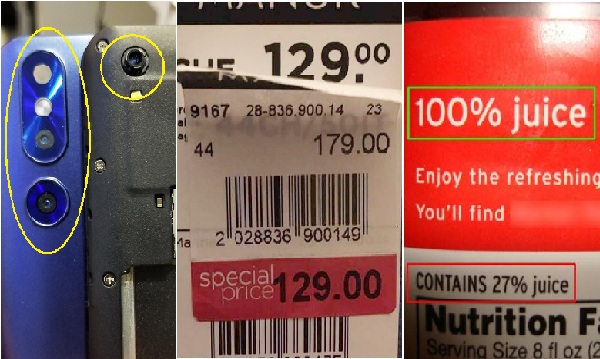 129.00
9167 28-836.900,14 23
44 179.00
2 028836 900149
special
price 129.00
100% juice
Enjoy the refreshing
You'll find
CONTAINS 27% juice
Nutrition F
Serving Size 8 fl oz (2